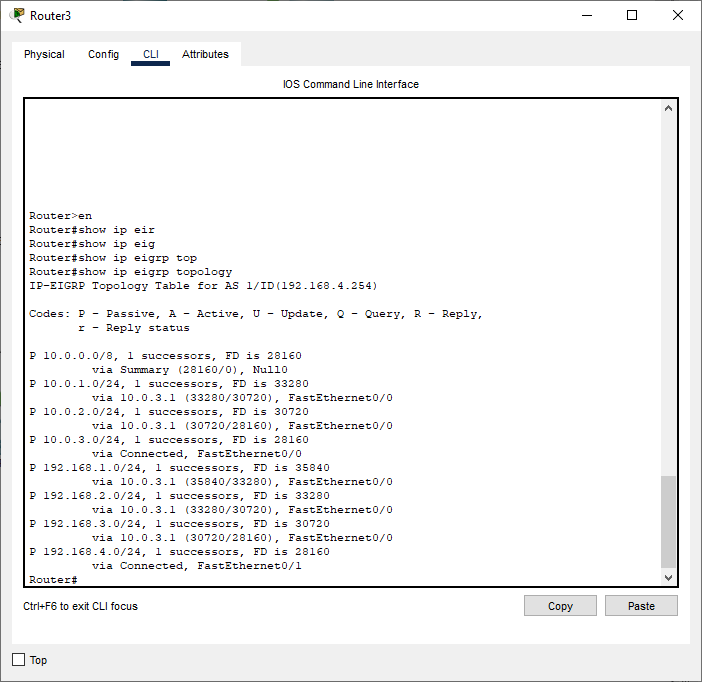 Router3
Physical Config CLI Attributes
IOS Command Line Interface
Router>en
Router#show ip eir
Router#show ip eig
Router#show ip eigrp top
Router#show ip eigrp topology
IP-EIGRP Topology Table for AS 1/ID(192.168.4.254)
Codes: P - Passive, A - Active, U - Update, Q - Query, R - Reply,
r - Reply status
P 10.0.0.0/8, 1 successors, FD is 28160
via Summary (28160/0), Null0
P 10.0.1.0/24, 1 successors, FD is 33280
via 10.0.3.1 (33280/30720), FastEthernet0/0
P 10.0.2.0/24, 1 successors, FD is 30720
via 10.0.3.1 (30720/28160), FastEthernet0/0
P 10.0.3.0/24, 1 successors, FD is 28160
via Connected, FastEthernet0/0
P 192.168.1.0/24, 1 successors, FD is 35840
via 10.0.3.1 (35840/33280), FastEthernet0/0
P 192.168.2.0/24, 1 successors, FD is 33280
via 10.0.3.1 (33280/30720), FastEthernet0/0
P 192.168.3.0/24, 1 successors, FD is 30720
via 10.0.3.1 (30720/28160), FastEthernet0/0
P 192.168.4.0/24, 1 successors, FD is 28160
via Connected, FastEthernet0/1
Router#
Ctrl+F6 to exit CLI focus Copy Paste
Top